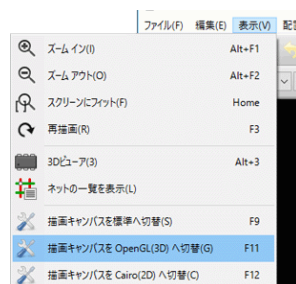 ファイル(F) 編集(E) 表示(V) 配
ズーム イン(I) Alt+F1
ズーム アウト(O) Alt+F2
スクリーンにフィット(F) Home
再描画(R) F3
3Dビューア(3) Alt+3
ネットの一覧を表示(L)
描画キャンバスを標準へ切替(S) F9
描画キャンバスを OpenGL(3D) へ切替(G) F11
描画キャンバスを Cairo(2D) へ切替(C) F12